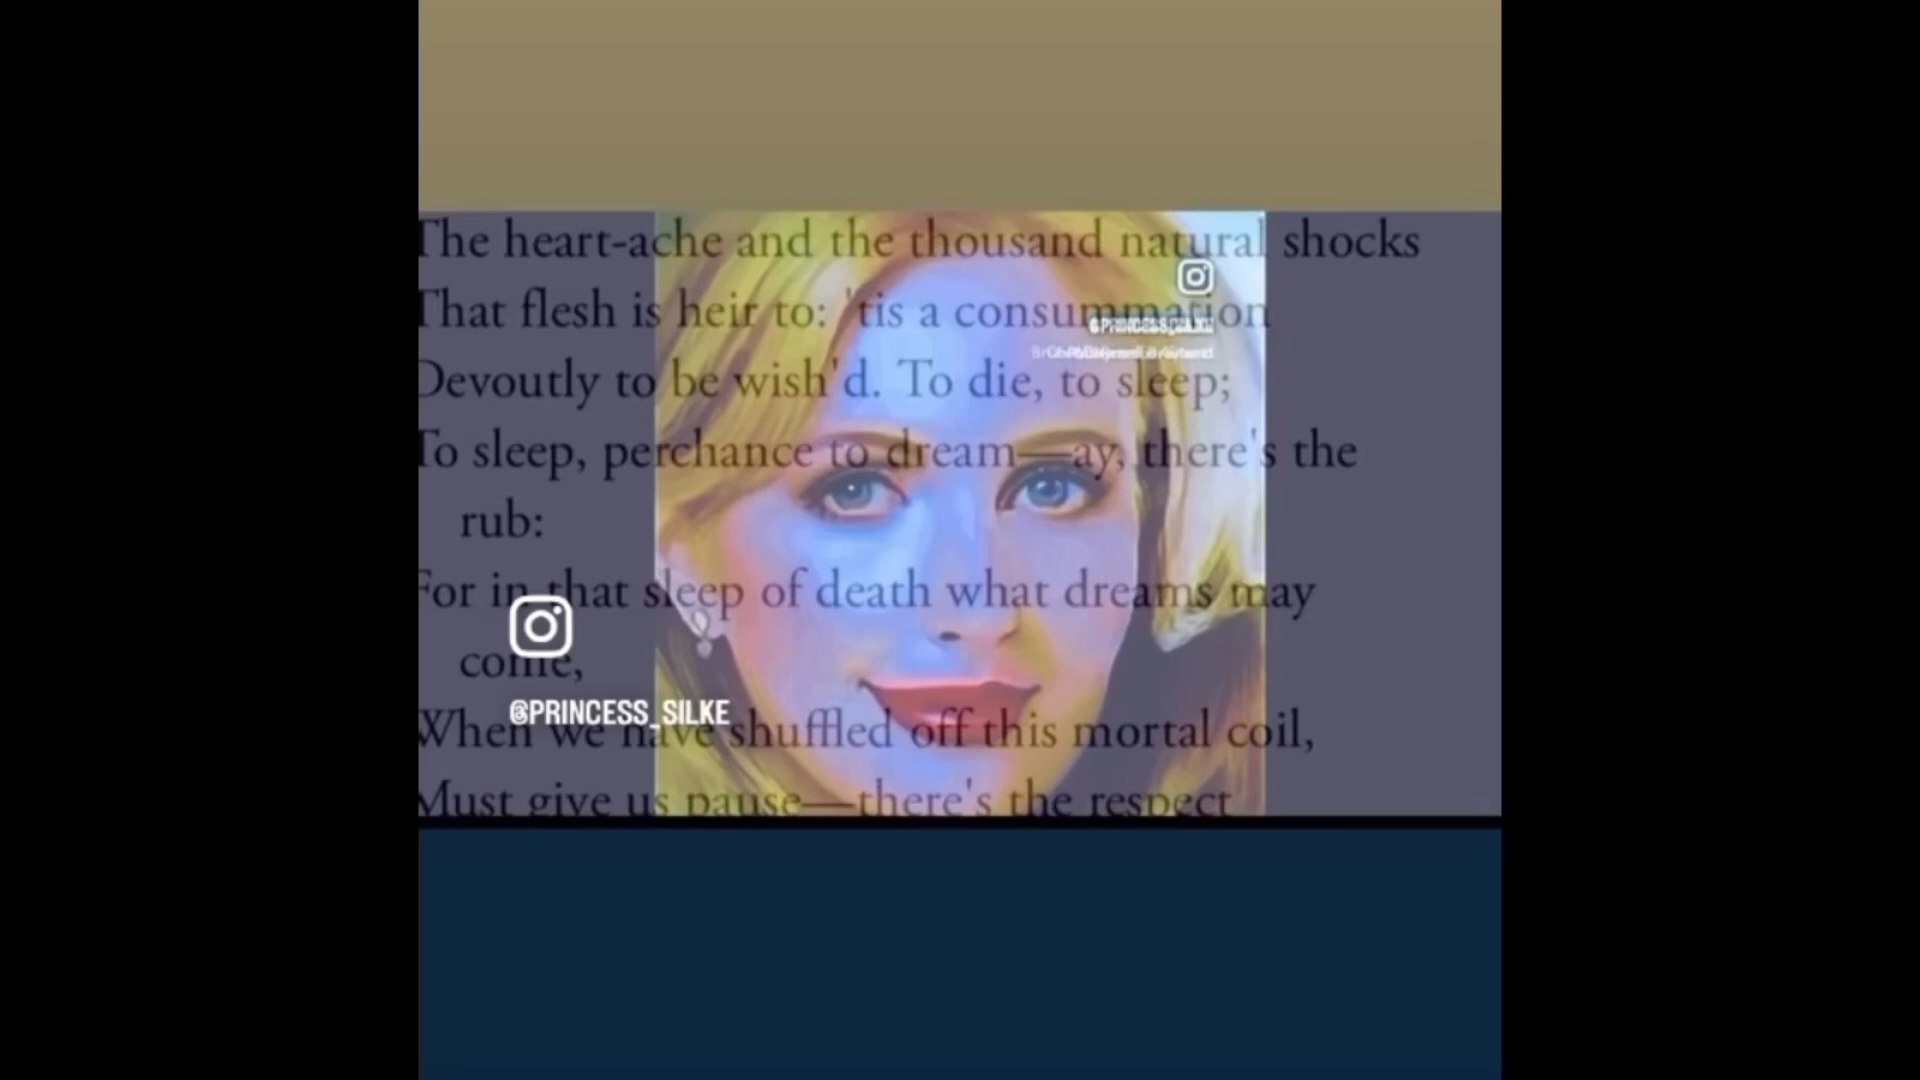 The heart-ache and the thousand natural shocks
That flesh is heir to: 'tis a consummation
@PRINCESS_
Devoutly to be wish'd. To die, to sleep;
To sleep, perchance to dream—ay, there's the
rub:
For in that sleep of death what dreams may
come,
@PRINCESS_SILKE
When we have shuffled off this mortal coil,
Must give us pause—there's the respect